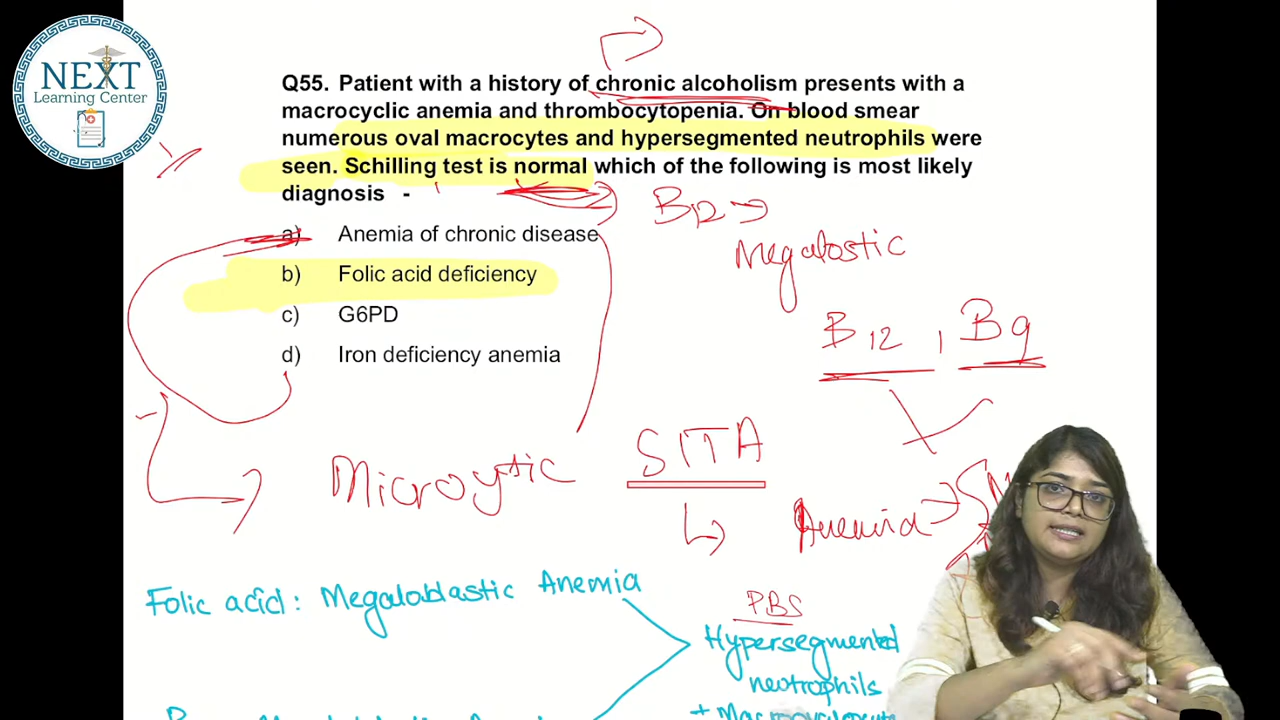 NEXT
Learning Center
Q55. Patient with a history of chronic alcoholism presents with a
macrocyclic anemia and thrombocytopenia. On blood smear
numerous oval macrocytes and hypersegmented neutrophils were
seen. Schilling test is normal which of the following is most likely
diagnosis -
B12 →
a) Anemia of chronic disease
Megalostic
b) Folic acid deficiency
c) G6PD
B12 , B9
d) Iron deficiency anemia
SITA
Microcytic
Anemia →
Folic acid: Megaloblastic Anemia
PBS
Hypersegmented
neutrophils